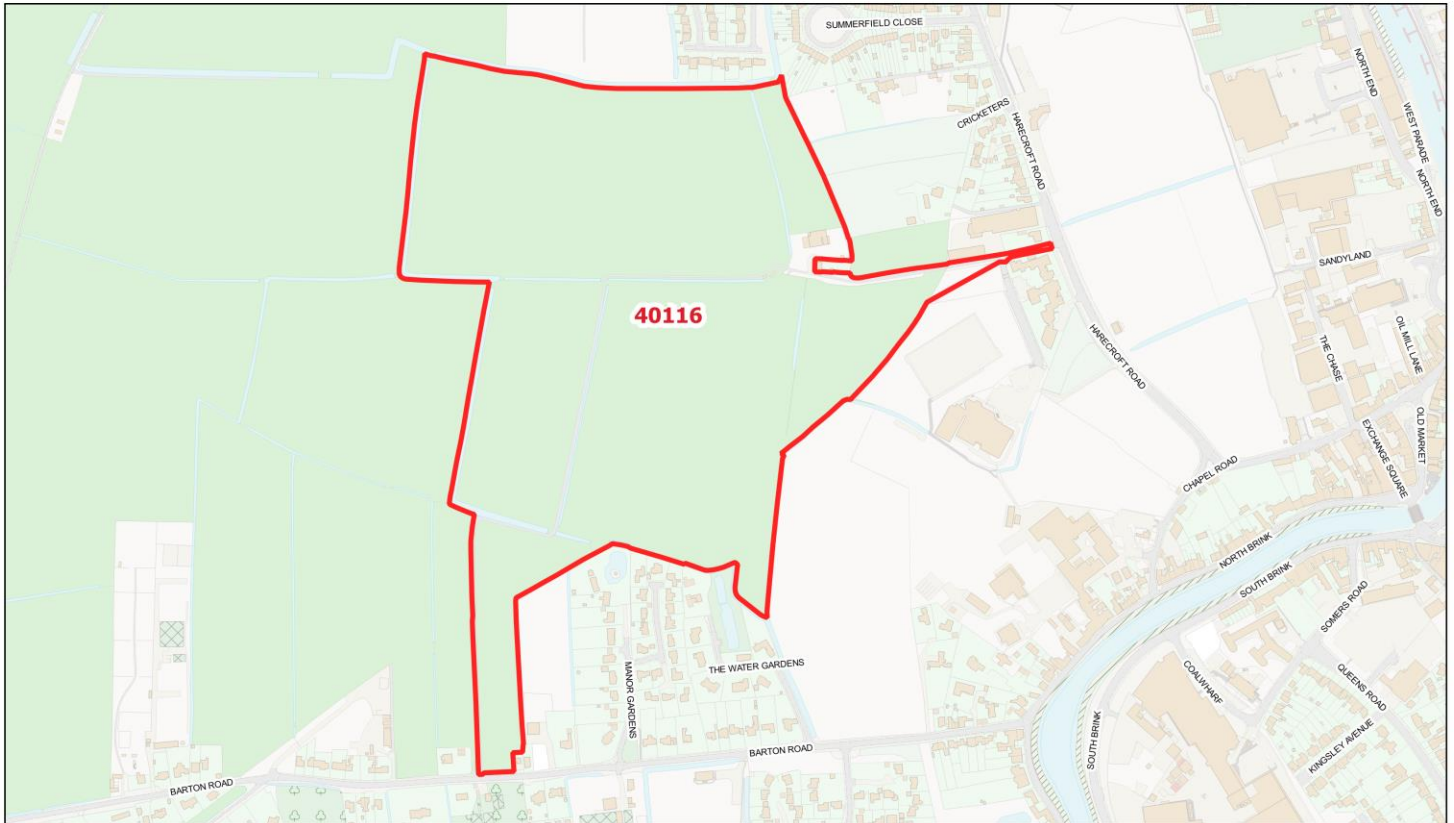 SUMMERFIELD CLOSE
NORTH END
WEST PARADE
NORTH END
CRICKETERS
HARECROFT ROAD
SANDYLAND
40116
HARECROFT ROAD
THE CHASE
OIL MILL LANE
OLD MARKET
EXCHANGE SQUARE
CHAPEL ROAD
NORTH BRINK
SOUTH BRINK
SOMERS ROAD
COALWHARF
QUEENS ROAD
THE WATER GARDENS
MANOR GARDENS
KINGSLEY AVENUE
SOUTH BRINK
BARTON ROAD
BARTON ROAD